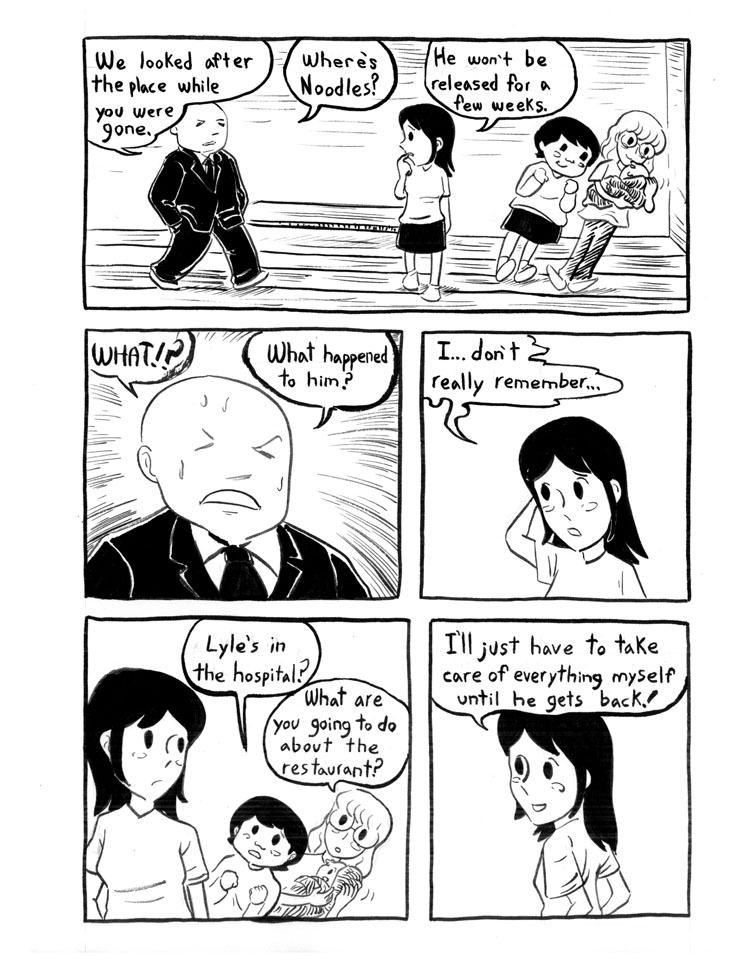 We looked after
the place while
you were
gone.
Where's
Noodles?
He won't be
released for a
few weeks.
WHAT!?
What happened
to him?
I... don't
really remember...
Lyle's in
the hospital?
What are
you going to do
about the
restaurant?
I'll just have to take
care of everything myself
until he gets back!